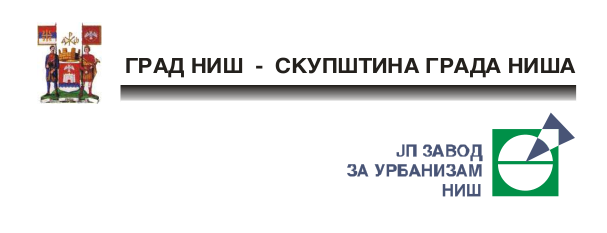 ГРАД НИШ - СКУПШТИНА ГРАДА НИША
ЈП ЗАВОД
ЗА УРБАНИЗАМ
НИШ